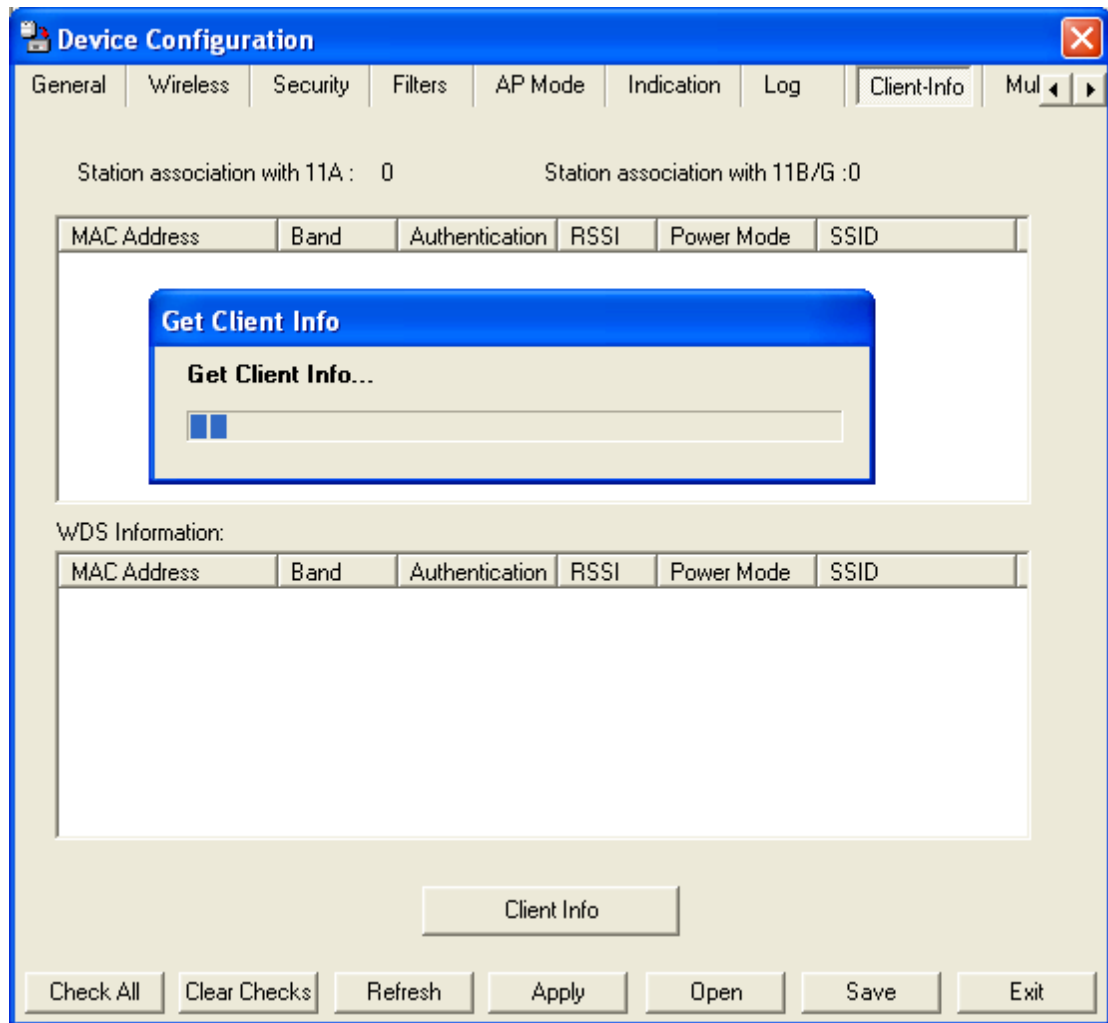 Device Configuration
General Wireless Security Filters AP Mode Indication Log Client-Info Mul
Station association with 11A : 0 Station association with 11B/G :0
MAC Address Band Authentication RSSI Power Mode SSID
Get Client Info
Get Client Info...
WDS Information:
MAC Address Band Authentication RSSI Power Mode SSID
Client Info
Check All Clear Checks Refresh Apply Open Save Exit